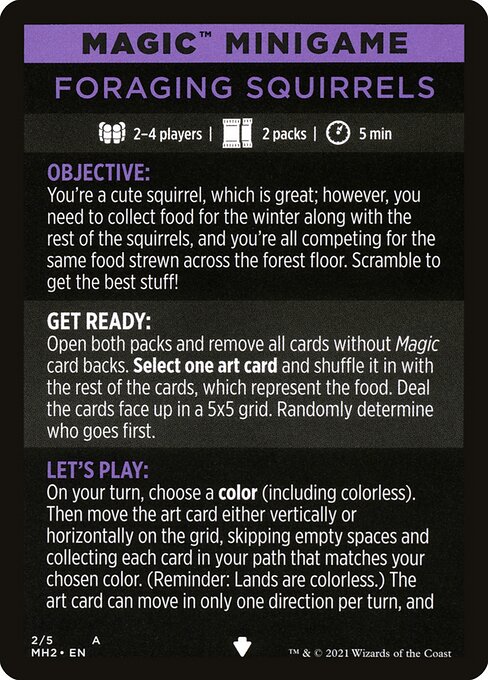 MAGIC™ MINIGAME
FORAGING SQUIRRELS
2–4 players | 2 packs | 5 min
OBJECTIVE:
You're a cute squirrel, which is great; however, you
need to collect food for the winter along with the
rest of the squirrels, and you're all competing for the
same food strewn across the forest floor. Scramble to
get the best stuff!
GET READY:
Open both packs and remove all cards without Magic
card backs. Select one art card and shuffle it in with
the rest of the cards, which represent the food. Deal
the cards face up in a 5x5 grid. Randomly determine
who goes first.
LET'S PLAY:
On your turn, choose a color (including colorless).
Then move the art card either vertically or
horizontally on the grid, skipping empty spaces and
collecting each card in your path that matches your
chosen color. (Reminder: Lands are colorless.) The
art card can move in only one direction per turn, and
2/5 A
MH2 • EN
™ & © 2021 Wizards of the Coast